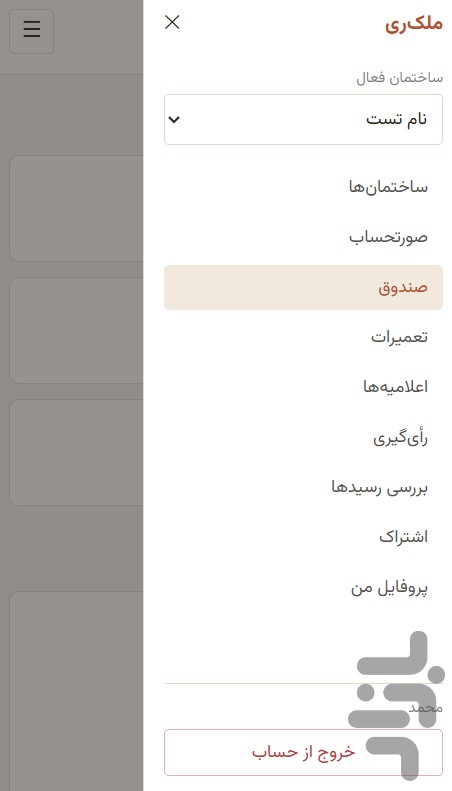 ملک‌ری
ساختمان فعال
نام تست
ساختمان‌ها
صورتحساب
صندوق
تعمیرات
اعلامیه‌ها
رأی‌گیری
بررسی رسیدها
اشتراک
پروفایل من
محمد
خروج از حساب
بازار